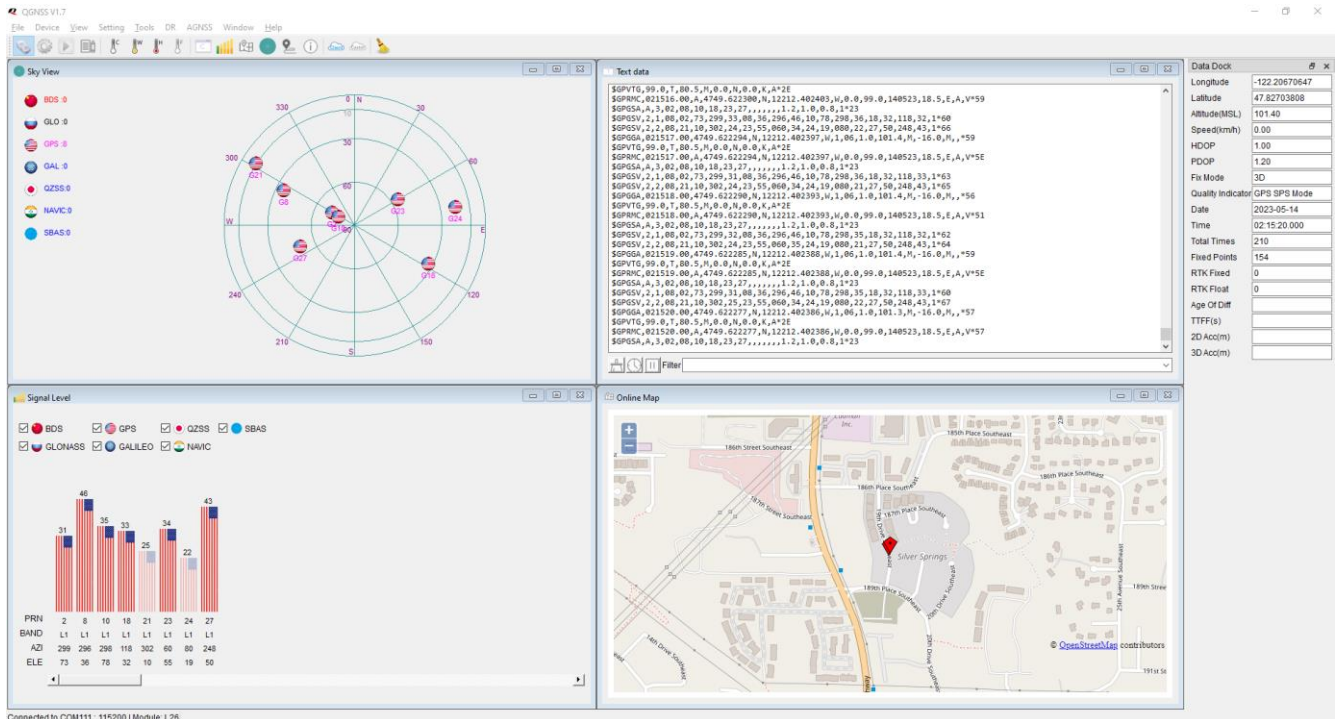 QGNSS V1.7
File Device View Setting Tools DR AGNSS Window Help
Sky View
BDS :0
GLO :0
GPS :8
GAL :0
QZSS:0
NAVIC:0
SBAS:0
0 N
10
30
60
90
30
60
E
120
150
S
210
240
W
300
330
G21
G8
G10
G23
G24
G27
G18
Text data
$GPVTG,99.0,T,80.5,M,0.0,N,0.0,K,A*2E
$GPRMC,021516.00,A,4749.622300,N,12212.402403,W,0.0,99.0,140523,18.5,E,A,V*59
$GPGSA,A,3,02,08,10,18,23,27,,,,,,,1.2,1.0,0.8,1*23
$GPGSV,2,1,08,02,73,299,33,08,36,296,46,10,78,298,36,18,32,118,32,1*60
$GPGSV,2,2,08,21,10,302,24,23,55,060,34,24,19,080,22,27,50,248,43,1*66
$GPGGA,021517.00,4749.622294,N,12212.402397,W,1,06,1.0,101.4,M,-16.0,M,,*59
$GPVTG,99.0,T,80.5,M,0.0,N,0.0,K,A*2E
$GPRMC,021517.00,A,4749.622294,N,12212.402397,W,0.0,99.0,140523,18.5,E,A,V*5E
$GPGSA,A,3,02,08,10,18,23,27,,,,,,,1.2,1.0,0.8,1*23
$GPGSV,2,1,08,02,73,299,31,08,36,296,46,10,78,298,36,18,32,118,33,1*63
$GPGSV,2,2,08,21,10,302,24,23,55,060,34,24,19,080,21,27,50,248,43,1*65
$GPGGA,021518.00,4749.622290,N,12212.402393,W,1,06,1.0,101.4,M,-16.0,M,,*56
$GPVTG,99.0,T,80.5,M,0.0,N,0.0,K,A*2E
$GPRMC,021518.00,A,4749.622290,N,12212.402393,W,0.0,99.0,140523,18.5,E,A,V*51
$GPGSA,A,3,02,08,10,18,23,27,,,,,,,1.2,1.0,0.8,1*23
$GPGSV,2,1,08,02,73,299,32,08,36,296,46,10,78,298,35,18,32,118,32,1*62
$GPGSV,2,2,08,21,10,302,24,23,55,060,35,24,19,080,21,27,50,248,43,1*64
$GPGGA,021519.00,4749.622285,N,12212.402388,W,1,06,1.0,101.4,M,-16.0,M,,*59
$GPVTG,99.0,T,80.5,M,0.0,N,0.0,K,A*2E
$GPRMC,021519.00,A,4749.622285,N,12212.402388,W,0.0,99.0,140523,18.5,E,A,V*5E
$GPGSV,2,1,08,02,73,299,31,08,36,296,46,10,78,298,35,18,32,118,33,1*60
$GPGSV,2,2,08,21,10,302,25,23,55,060,34,24,19,080,22,27,50,248,43,1*67
$GPGGA,021520.00,4749.622277,N,12212.402386,W,1,06,1.0,101.3,M,-16.0,M,,*57
$GPVTG,99.0,T,80.5,M,0.0,N,0.0,K,A*2E
$GPRMC,021520.00,A,4749.622277,N,12212.402386,W,0.0,99.0,140523,18.5,E,A,V*57
$GPGSA,A,3,02,08,10,18,23,27,,,,,,,1.2,1.0,0.8,1*23
Filter
Data Dock
Longitude -122.20670647
Latitude 47.82703808
Altitude(MSL) 101.40
Speed(km/h) 0.00
HDOP 1.00
PDOP 1.20
Fix Mode 3D
Quality Indicator GPS SPS Mode
Date 2023-05-14
Time 02:15:20.000
Total Times 210
Fixed Points 154
RTK Fixed 0
RTK Float 0
Age Of Diff
TTFF(s)
2D Acc(m)
3D Acc(m)
Signal Level
BDS GPS QZSS SBAS
GLONASS GALILEO NAVIC
31 46 35 33 25 34 22 43
PRN 2 8 10 18 21 23 24 27
BAND L1 L1 L1 L1 L1 L1 L1 L1
AZI 299 296 298 118 302 60 80 248
ELE 73 36 78 32 10 55 19 50
Online Map
Inc.
185th Place Southeast
186th Street Southeast
186th Place Southeast
186th Place Southeast
187th Place Southeast
187th Street Southeast
19th Drive Southeast
Silver Springs
189th Place Southeast
20th Drive Southeast
20th Drive Southeast
25th Avenue Southeast
189th Stree
14th Drive Southeast
191st St
© OpenStreetMap contributors
Connected to COM111 : 115200 | Module: L26